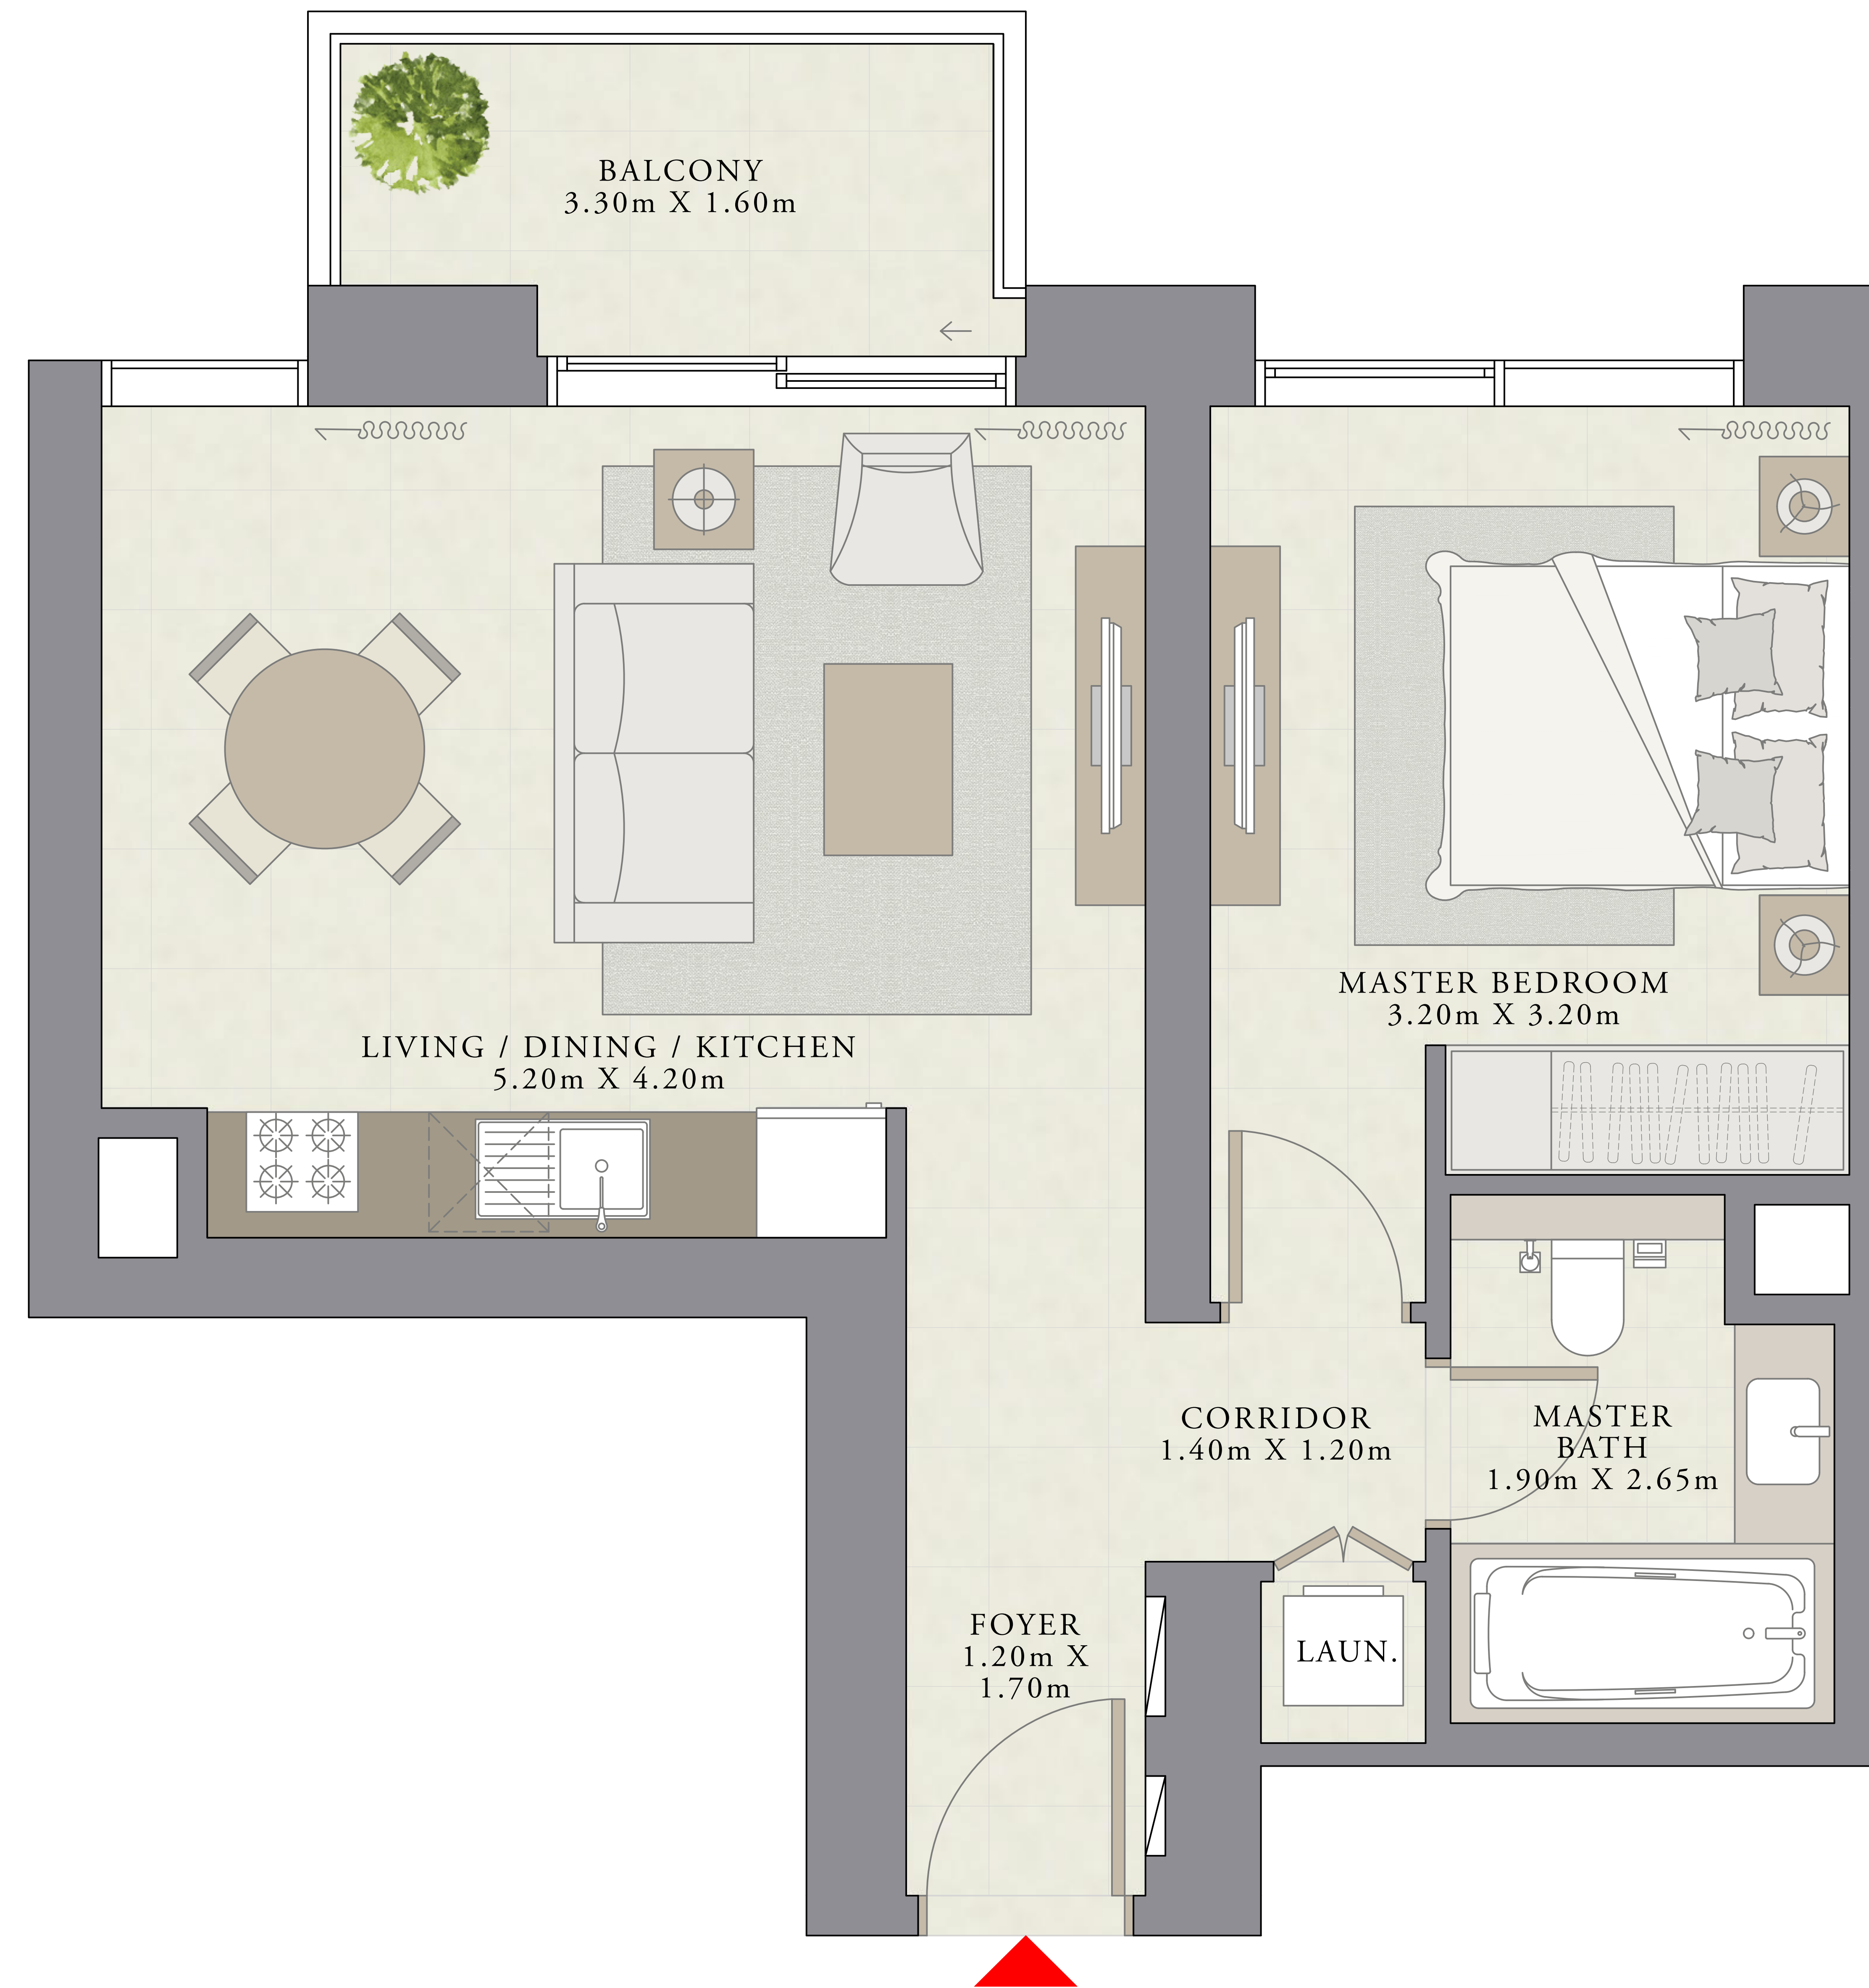 BALCONY
3.30m X 1.60m
MASTER BEDROOM
3.20m X 3.20m
LIVING / DINING / KITCHEN
5.20m X 4.20m
CORRIDOR
1.40m X 1.20m
MASTER
BATH
1.90m X 2.65m
FOYER
1.20m X
1.70m
LAUN.